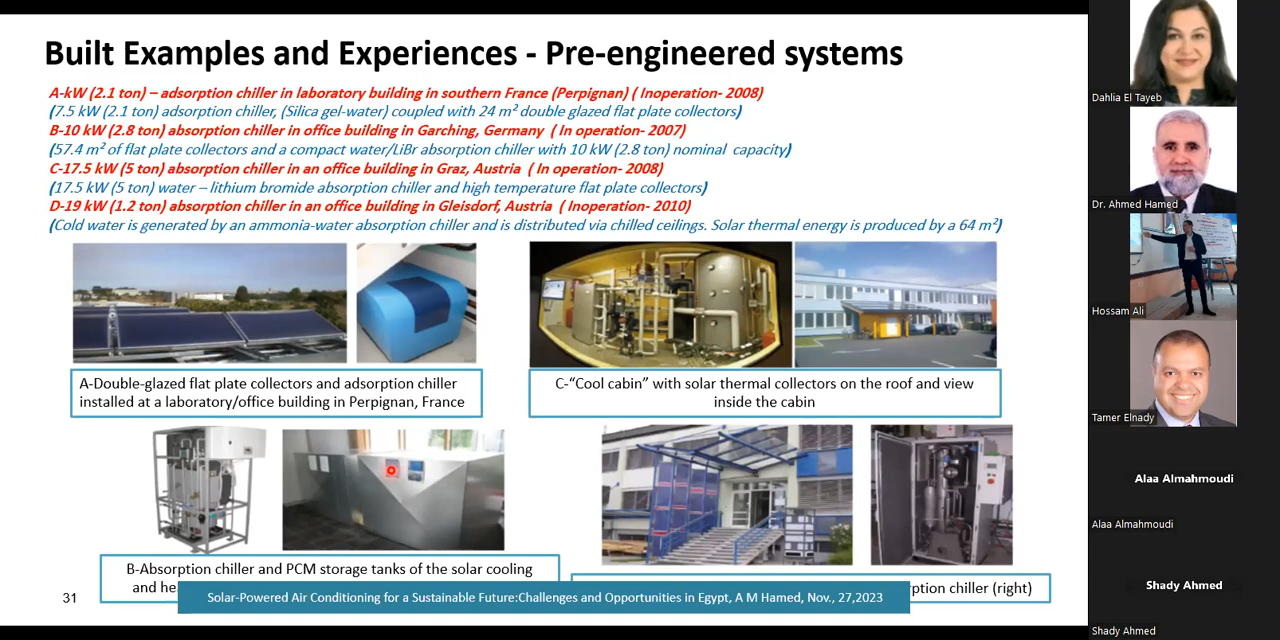 Built Examples and Experiences - Pre-engineered systems
A-kW (2.1 ton) – adsorption chiller in laboratory building in southern France (Perpignan) ( Inoperation- 2008)
(7.5 kW (2.1 ton) adsorption chiller, (Silica gel-water) coupled with 24 m² double glazed flat plate collectors)
B-10 kW (2.8 ton) absorption chiller in office building in Garching, Germany ( In operation- 2007)
(57.4 m² of flat plate collectors and a compact water/LiBr absorption chiller with 10 kW (2.8 ton) nominal capacity)
C-17.5 kW (5 ton) absorption chiller in an office building in Graz, Austria ( In operation- 2008)
(17.5 kW (5 ton) water – lithium bromide absorption chiller and high temperature flat plate collectors)
D-19 kW (1.2 ton) absorption chiller in an office building in Gleisdorf, Austria ( Inoperation- 2010)
(Cold water is generated by an ammonia-water absorption chiller and is distributed via chilled ceilings. Solar thermal energy is produced by a 64 m²)
A-Double-glazed flat plate collectors and adsorption chiller
installed at a laboratory/office building in Perpignan, France
C-“Cool cabin” with solar thermal collectors on the roof and view
inside the cabin
B-Absorption chiller and PCM storage tanks of the solar cooling
and he
ption chiller (right)
31
Solar-Powered Air Conditioning for a Sustainable Future:Challenges and Opportunities in Egypt, A M Hamed, Nov., 27,2023
Dahlia El Tayeb
Dr. Ahmed Hamed
Hossam Ali
Tamer Elnady
Alaa Almahmoudi
Alaa Almahmoudi
Shady Ahmed
Shady Ahmed